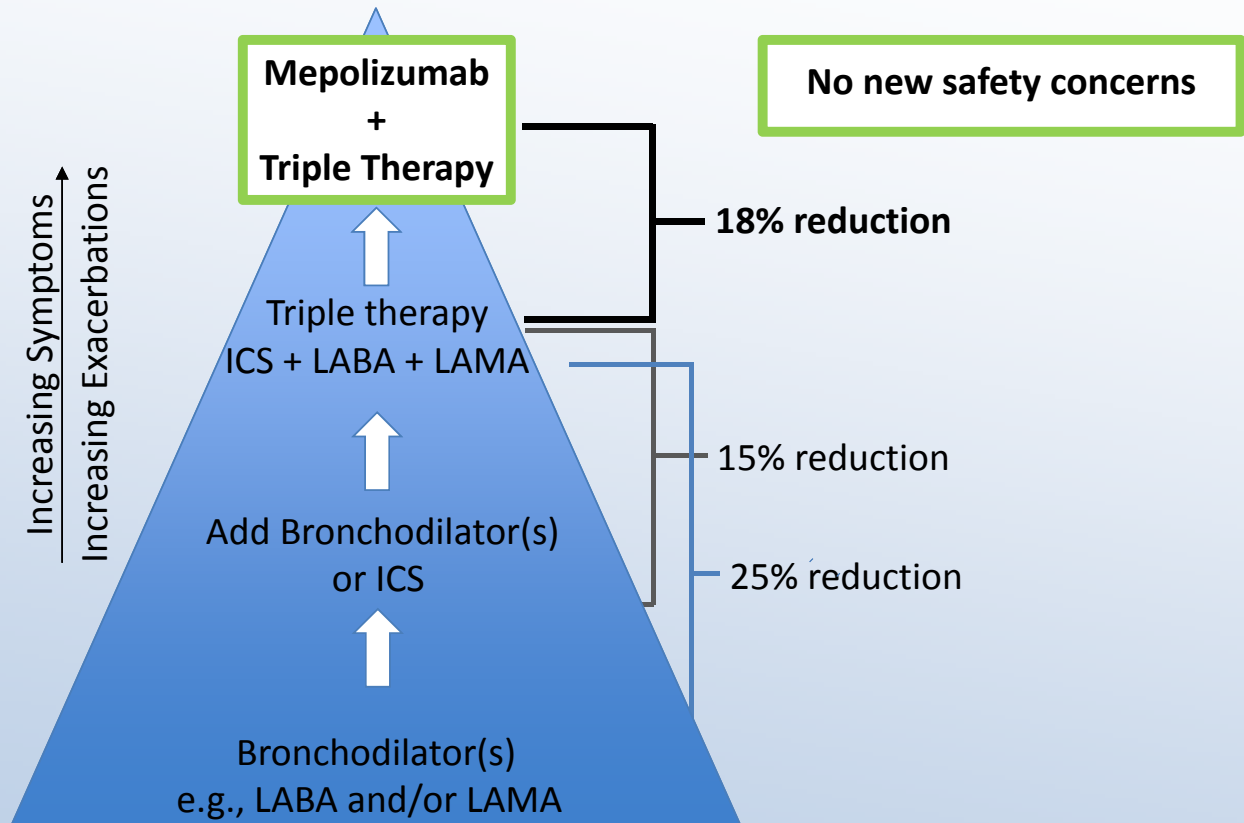 Mepolizumab
+
Triple Therapy
No new safety concerns
18% reduction
Increasing Symptoms
Increasing Exacerbations
Triple therapy
ICS + LABA + LAMA
15% reduction
Add Bronchodilator(s)
or ICS
25% reduction
Bronchodilator(s)
e.g., LABA and/or LAMA